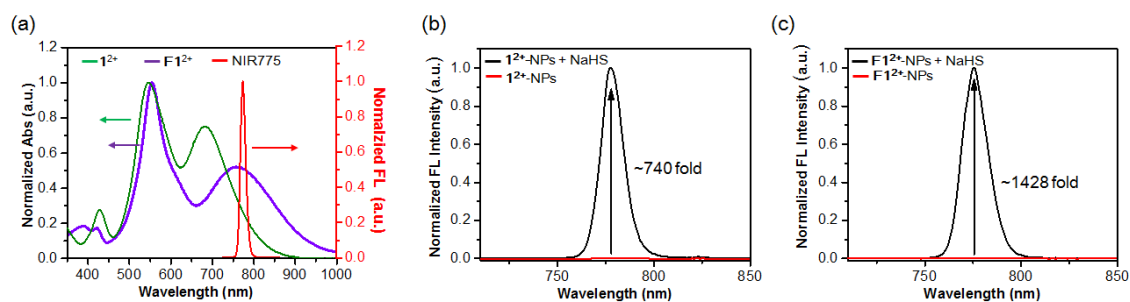 (a)
1²⁺ F1²⁺ NIR775
Normalized Abs (a.u.)
1.2
1.0
0.8
0.6
0.4
0.2
0.0
400 500 600 700 800 900 1000
Wavelength (nm)
1.2
1.0
0.8
0.6
0.4
0.2
0.0
Nomalzied FL
(a.u.)
(b)
1²⁺-NPs + NaHS
1²⁺-NPs
Normalized FL Intensity (a.u.)
1.0
0.8
0.6
0.4
0.2
0.0
~740 fold
750 800 850
Wavelength (nm)
(c)
F1²⁺-NPs + NaHS
F1²⁺-NPs
Normalized FL Intensity (a.u.)
1.0
0.8
0.6
0.4
0.2
0.0
~1428 fold
750 800 850
Wavelength (nm)